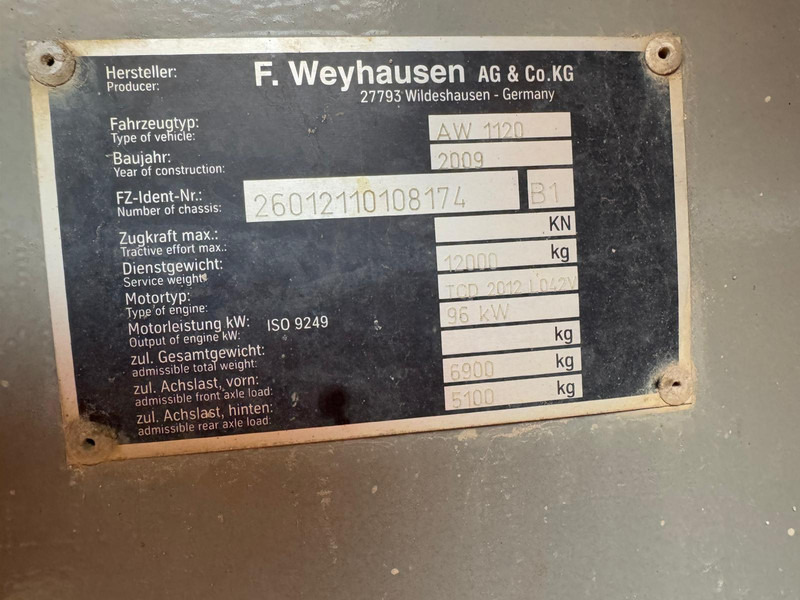 Hersteller: F. Weyhausen AG & Co.KG
Producer: 27793 Wildeshausen - Germany
Fahrzeugtyp: AW 1120
Type of vehicle:
Baujahr: 2009
Year of construction:
FZ-Ident-Nr.: 26012110108174 B1
Number of chassis:
Zugkraft max.: KN
Tractive effort max.:
Dienstgewicht: 12000 kg
Service weight:
Motortyp: TCD 2012 L042V
Type of engine:
Motorleistung kW: ISO 9249 96 kW
Output of engine kW:
zul. Gesamtgewicht: kg
admissible total weight:
zul. Achslast, vorn: 6900 kg
admissible front axle load:
zul. Achslast, hinten: 5100 kg
admissible rear axle load: